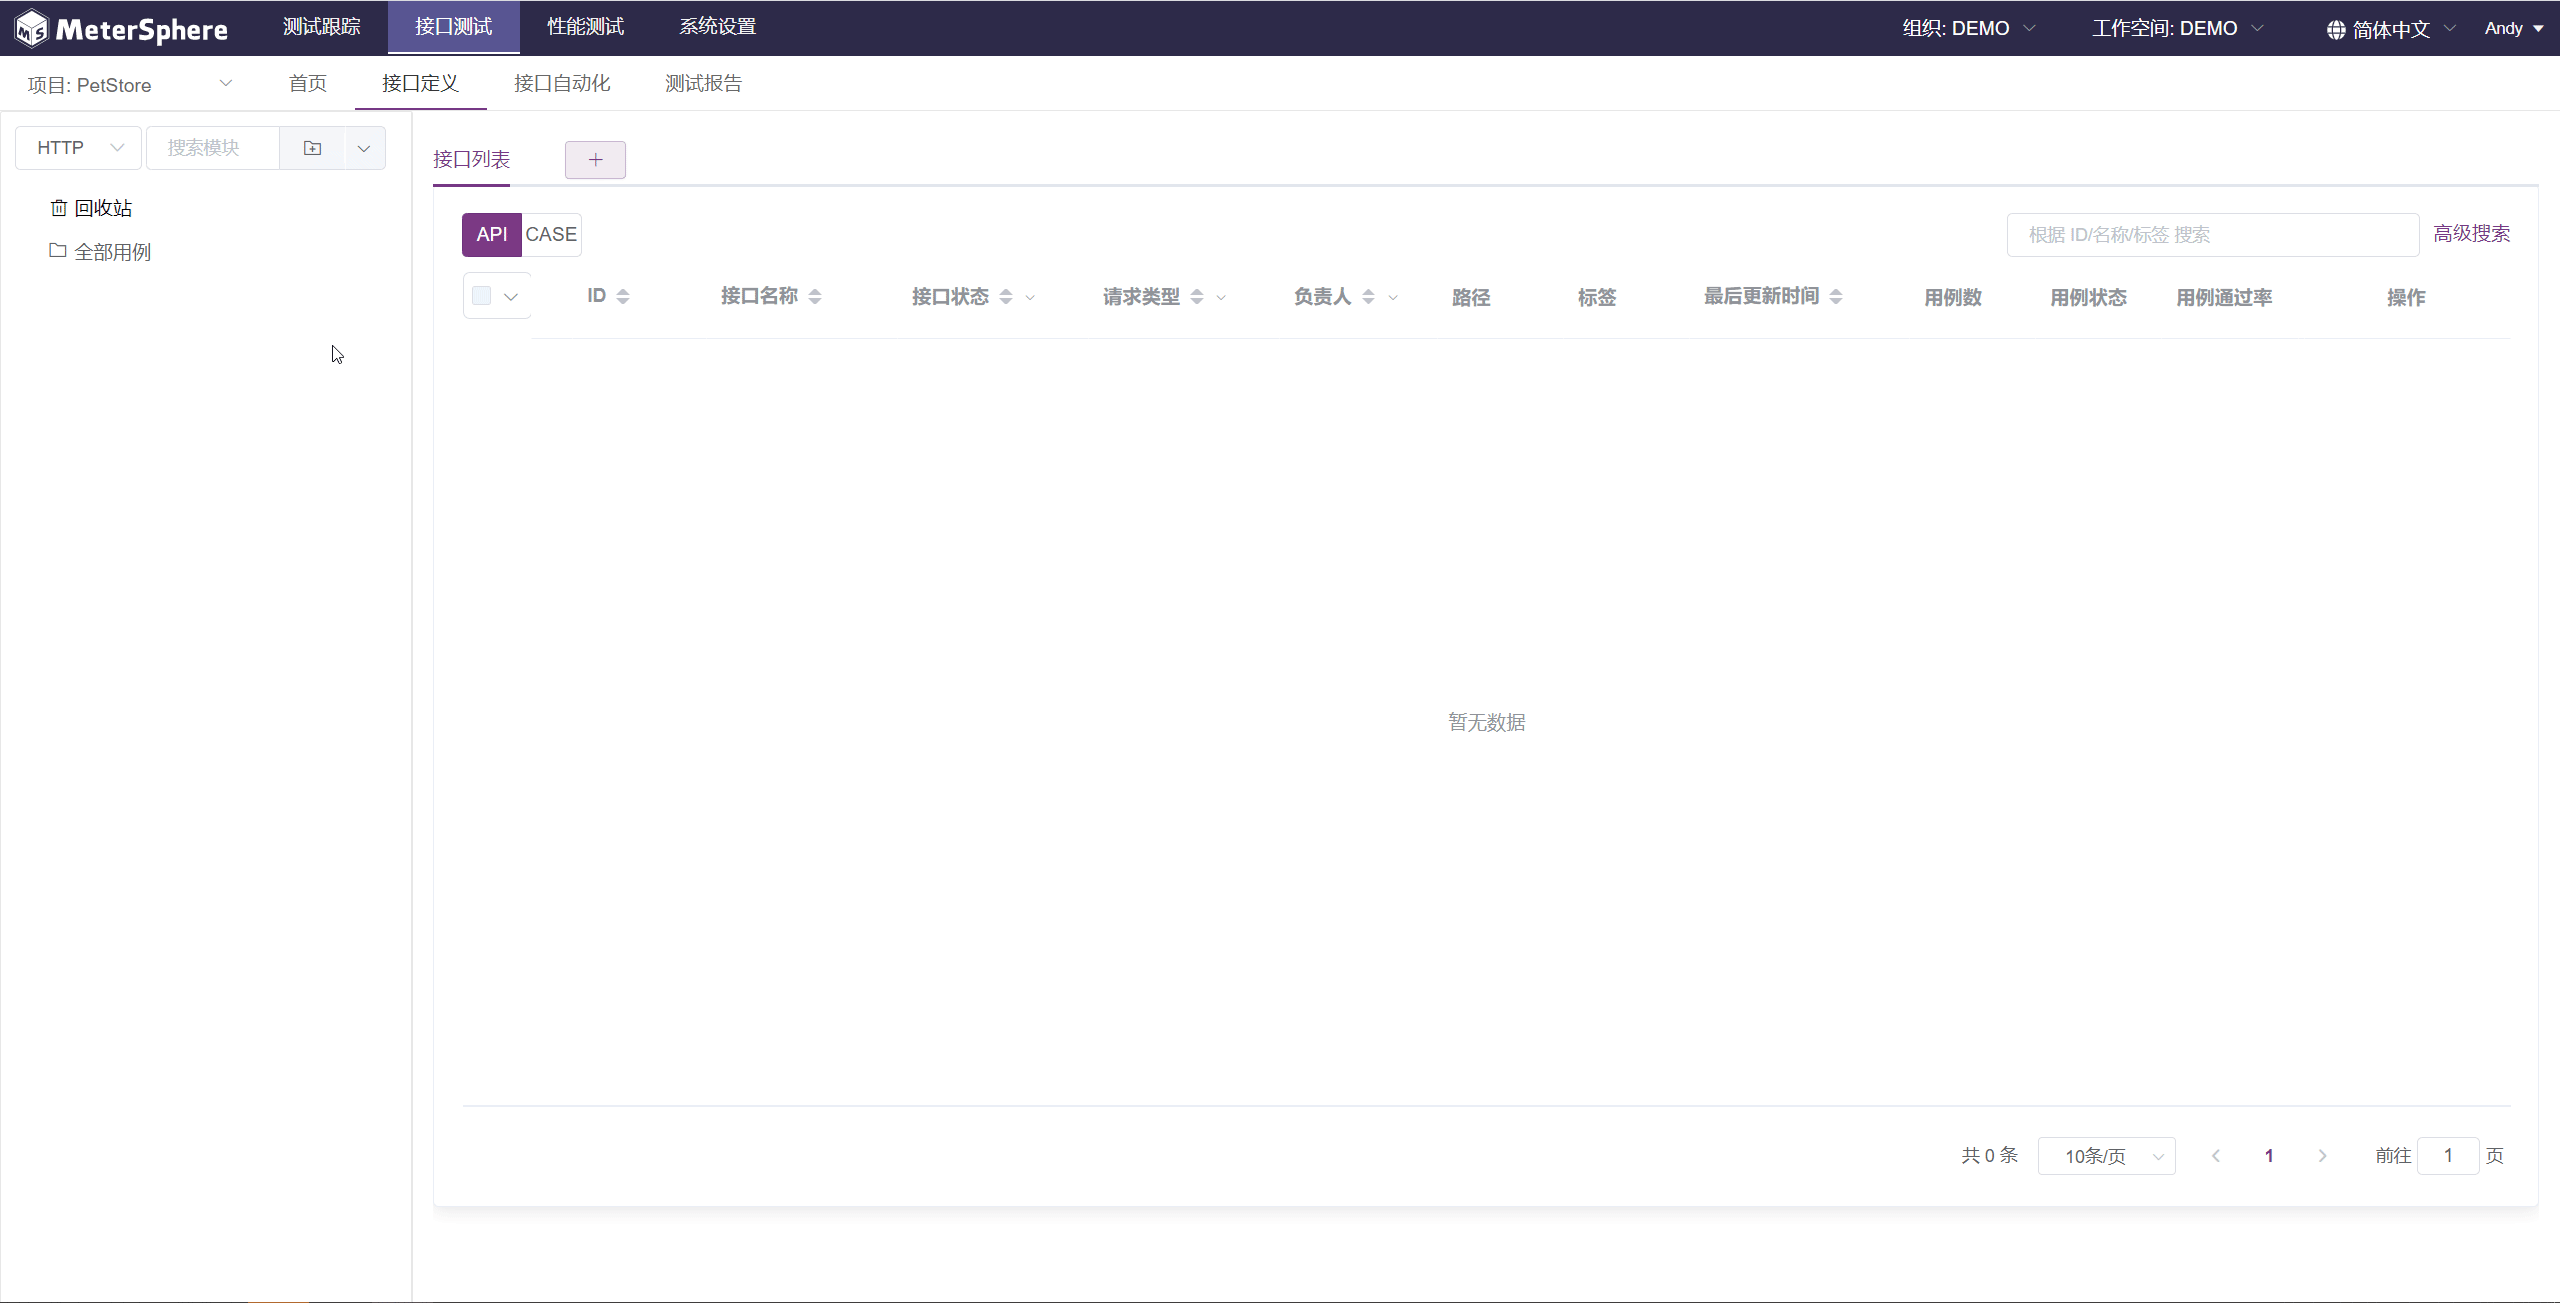 MeterSphere 测试跟踪 接口测试 性能测试 系统设置 组织: DEMO 工作空间: DEMO 简体中文 Andy
项目: PetStore 首页 接口定义 接口自动化 测试报告
HTTP 搜索模块
回收站
全部用例
接口列表 +
API CASE 根据 ID/名称/标签 搜索 高级搜索
ID 接口名称 接口状态 请求类型 负责人 路径 标签 最后更新时间 用例数 用例状态 用例通过率 操作
暂无数据
共 0 条 10条/页 1 前往 1 页